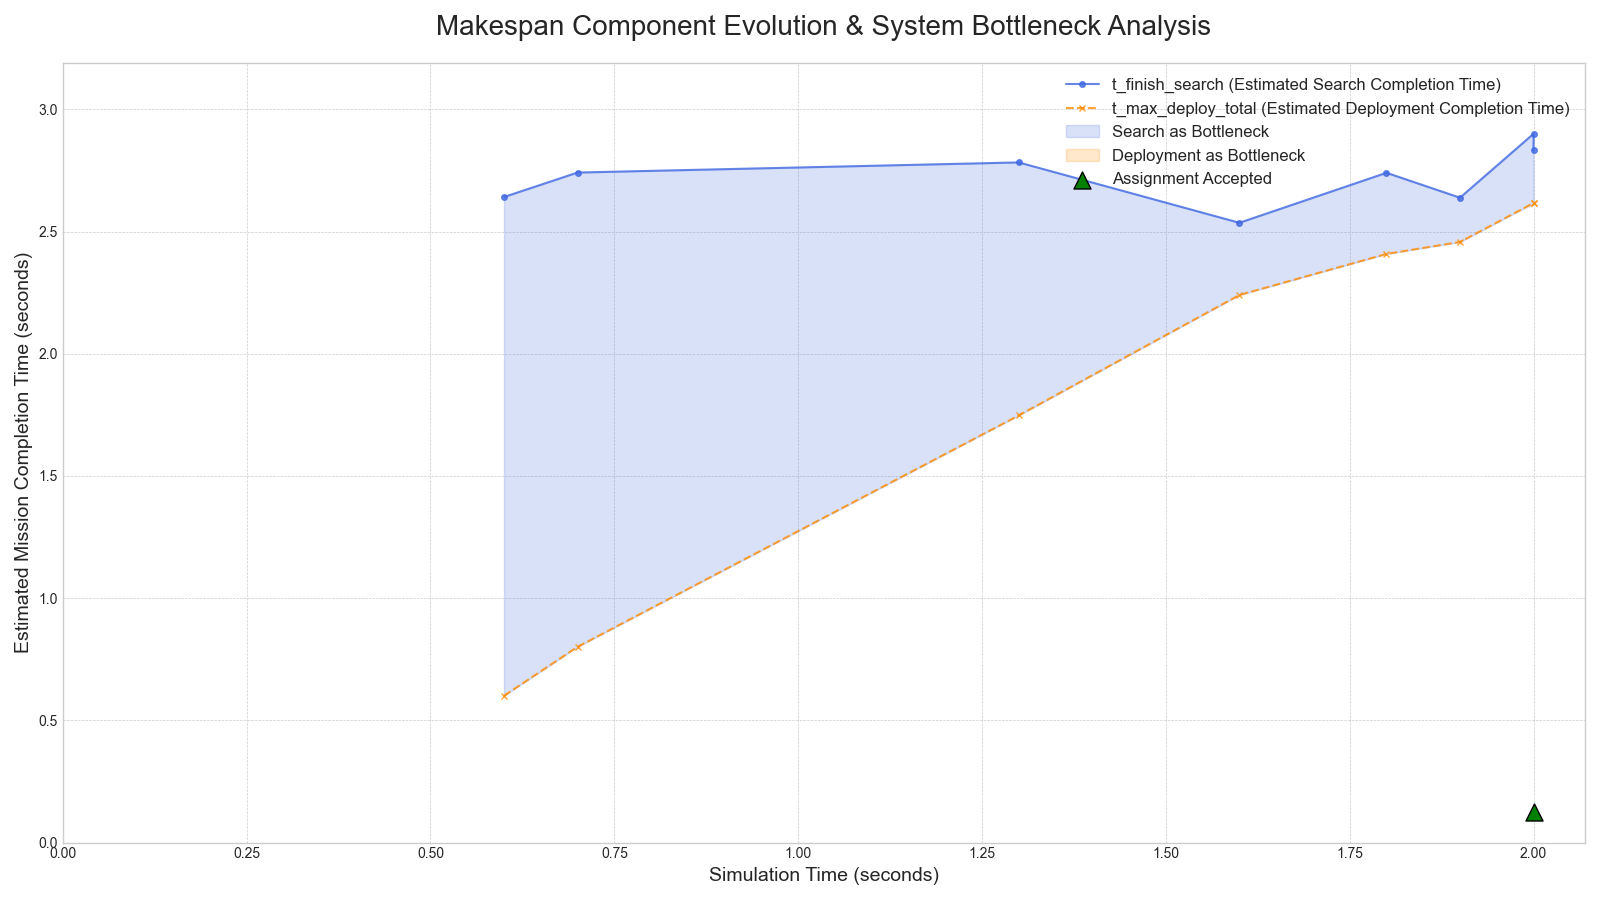 Makespan Component Evolution & System Bottleneck Analysis
t_finish_search (Estimated Search Completion Time)
t_max_deploy_total (Estimated Deployment Completion Time)
Search as Bottleneck
Deployment as Bottleneck
Assignment Accepted
Estimated Mission Completion Time (seconds)
3.0
2.5
2.0
1.5
1.0
0.5
0.0
0.00 0.25 0.50 0.75 1.00 1.25 1.50 1.75 2.00
Simulation Time (seconds)